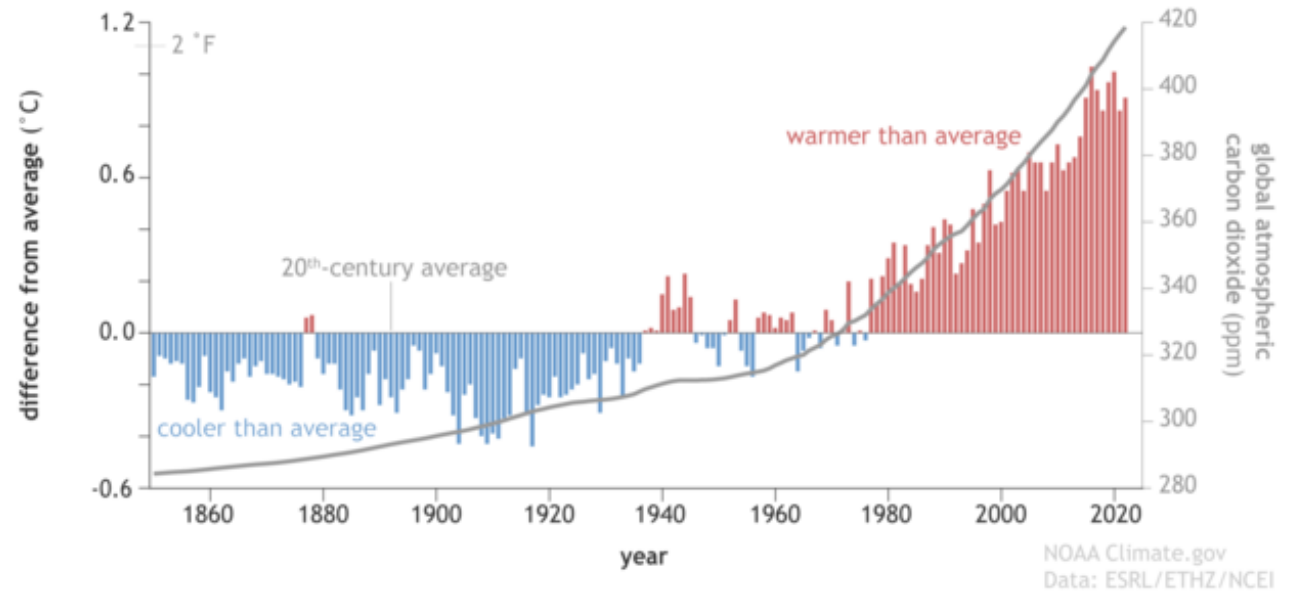 1.2
2 °F
0.6
0.0
-0.6
difference from average (°C)
warmer than average
20th-century average
cooler than average
420
400
380
360
340
320
300
280
global atmospheric
carbon dioxide (ppm)
1860 1880 1900 1920 1940 1960 1980 2000 2020
year
NOAA Climate.gov
Data: ESRL/ETHZ/NCEI